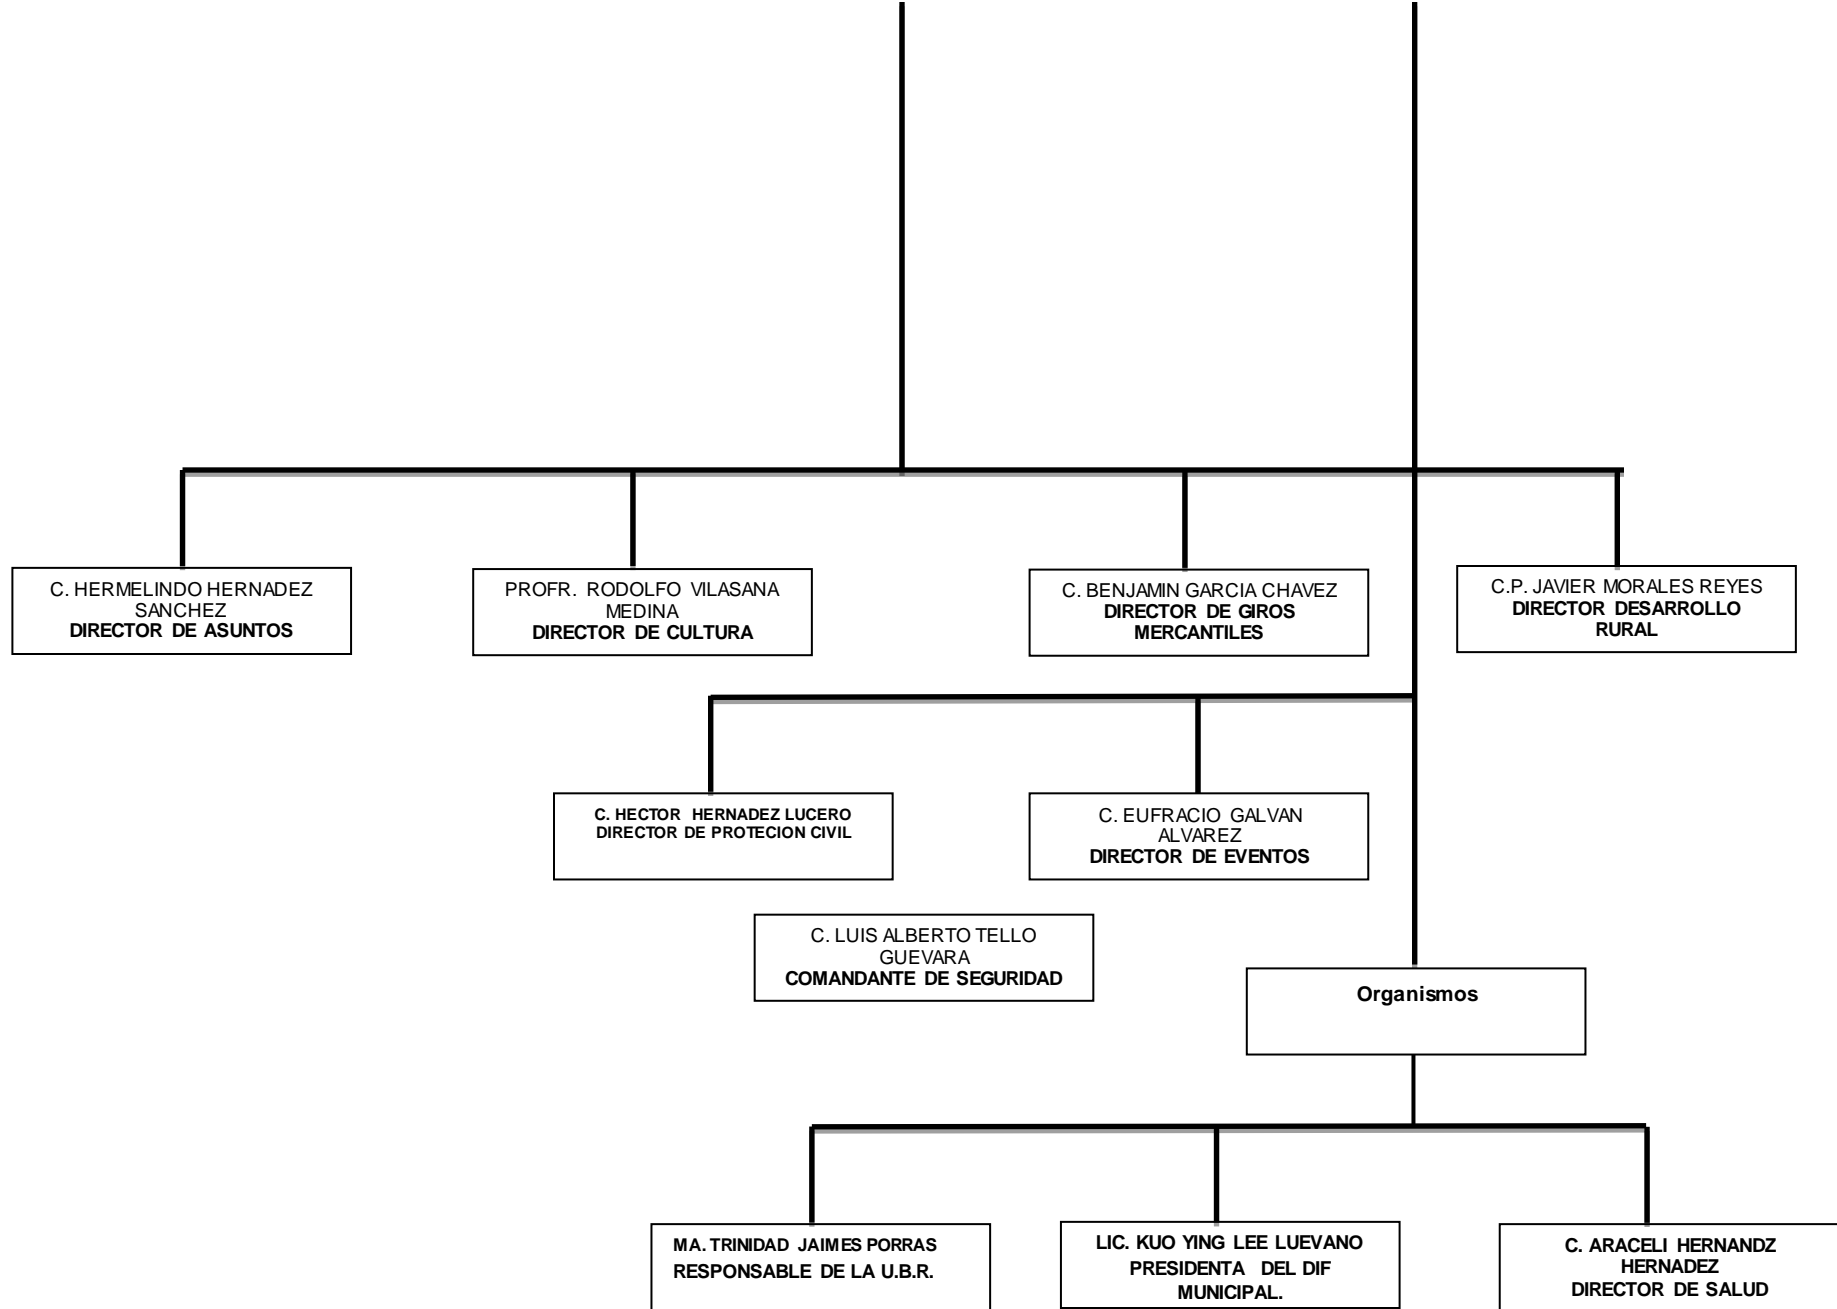 C. HERMELINDO HERNADEZ
SANCHEZ
DIRECTOR DE ASUNTOS
PROFR. RODOLFO VILASANA
MEDINA
DIRECTOR DE CULTURA
C. BENJAMIN GARCIA CHAVEZ
DIRECTOR DE GIROS
MERCANTILES
C.P. JAVIER MORALES REYES
DIRECTOR DESARROLLO
RURAL
C. HECTOR HERNADEZ LUCERO
DIRECTOR DE PROTECION CIVIL
C. EUFRACIO GALVAN
ALVAREZ
DIRECTOR DE EVENTOS
C. LUIS ALBERTO TELLO
GUEVARA
COMANDANTE DE SEGURIDAD
Organismos
MA. TRINIDAD JAIMES PORRAS
RESPONSABLE DE LA U.B.R.
LIC. KUO YING LEE LUEVANO
PRESIDENTA DEL DIF
MUNICIPAL.
C. ARACELI HERNANDZ
HERNADEZ
DIRECTOR DE SALUD